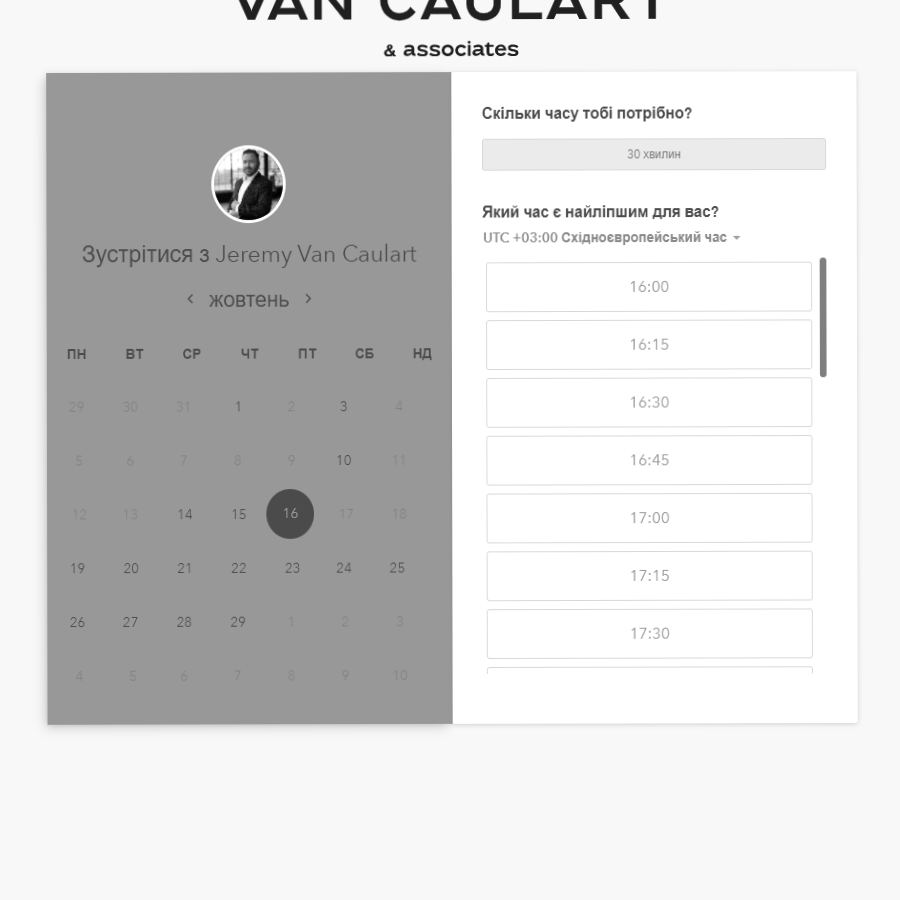 VAN CAULART
& associates
Зустрітися з Jeremy Van Caulart
жовтень
ПН ВТ СР ЧТ ПТ СБ НД
29 30 31 1 2 3 4
5 6 7 8 9 10 11
12 13 14 15 16 17 18
19 20 21 22 23 24 25
26 27 28 29 1 2 3
4 5 6 7 8 9 10
Скільки часу тобі потрібно?
30 хвилин
Який час є найліпшим для вас?
UTC +03:00 Східноєвропейський час
16:00
16:15
16:30
16:45
17:00
17:15
17:30